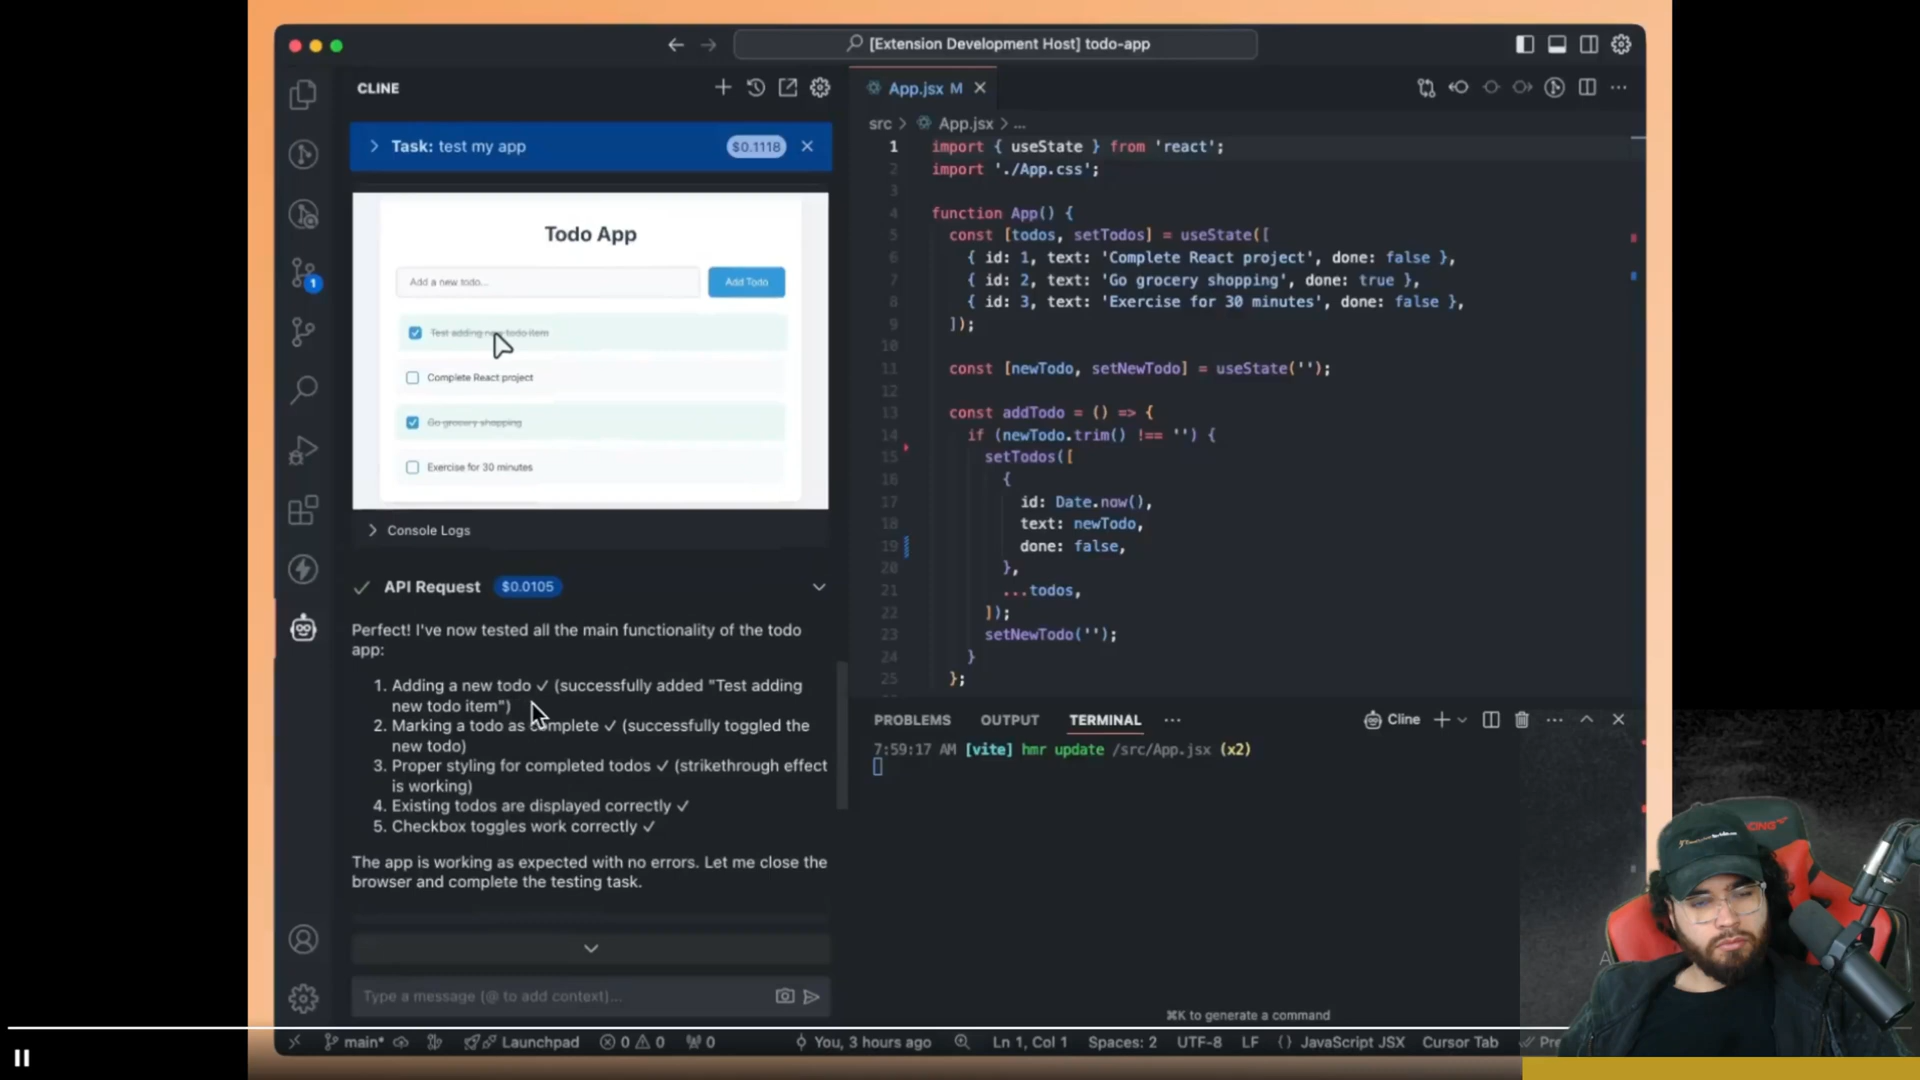 [Extension Development Host] todo-app
CLINE
Task: test my app
$0.1118
Todo App
Add a new todo...
Add Todo
Test adding new todo item
Complete React project
Go grocery shopping
Exercise for 30 minutes
Console Logs
API Request
$0.0105
Perfect! I've now tested all the main functionality of the todo
app:
1. Adding a new todo ✓ (successfully added "Test adding
new todo item")
2. Marking a todo as complete ✓ (successfully toggled the
new todo)
3. Proper styling for completed todos ✓ (strikethrough effect
is working)
4. Existing todos are displayed correctly ✓
5. Checkbox toggles work correctly ✓
The app is working as expected with no errors. Let me close the
browser and complete the testing task.
Type a message (@ to add context)...
1
App.jsx M
src > App.jsx > ...
1 import { useState } from 'react';
2 import './App.css';
3
4 function App() {
5 const [todos, setTodos] = useState([
6 { id: 1, text: 'Complete React project', done: false },
7 { id: 2, text: 'Go grocery shopping', done: true },
8 { id: 3, text: 'Exercise for 30 minutes', done: false },
9 ]);
10
11 const [newTodo, setNewTodo] = useState('');
12
13 const addTodo = () => {
14 if (newTodo.trim() !== '') {
15 setTodos([
16 {
17 id: Date.now(),
18 text: newTodo,
19 done: false,
20 },
21 ...todos,
22 ]);
23 setNewTodo('');
24 }
25 };
PROBLEMS OUTPUT TERMINAL ...
Cline
7:59:17 AM [vite] hmr update /src/App.jsx (x2)
⌘K to generate a command
main*
Launchpad
0 0
0
You, 3 hours ago
Ln 1, Col 1
Spaces: 2
UTF-8
LF
{ } JavaScript JSX
Cursor Tab